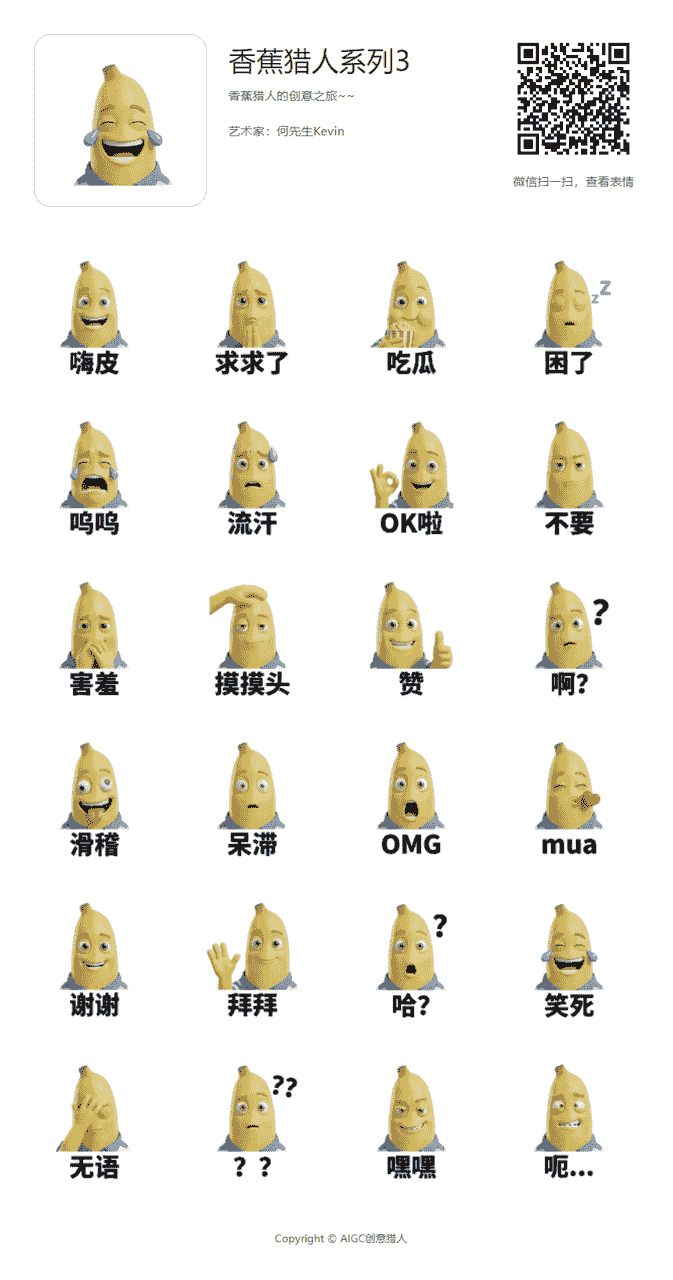 香蕉猎人系列3
香蕉猎人的创意之旅~~
艺术家：何先生Kevin
微信扫一扫，查看表情
嗨皮
求求了
吃瓜
z
Z
困了
呜呜
流汗
OK啦
不要
害羞
摸摸头
赞
?
啊?
滑稽
呆滞
OMG
mua
谢谢
拜拜
?
哈?
笑死
无语
??
？？
嘿嘿
呃...
Copyright © AIGC创意猎人